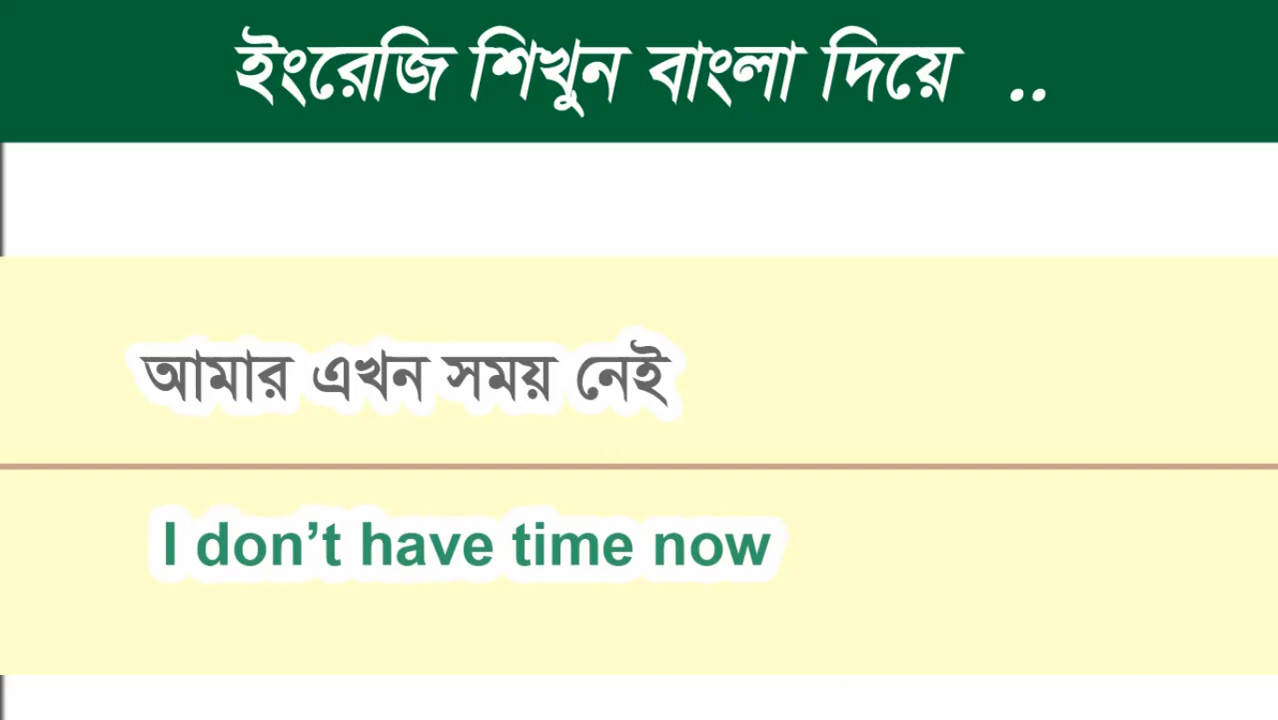 ইংরেজি শিখুন বাংলা দিয়ে ..
আমার এখন সময় নেই
I don’t have time now